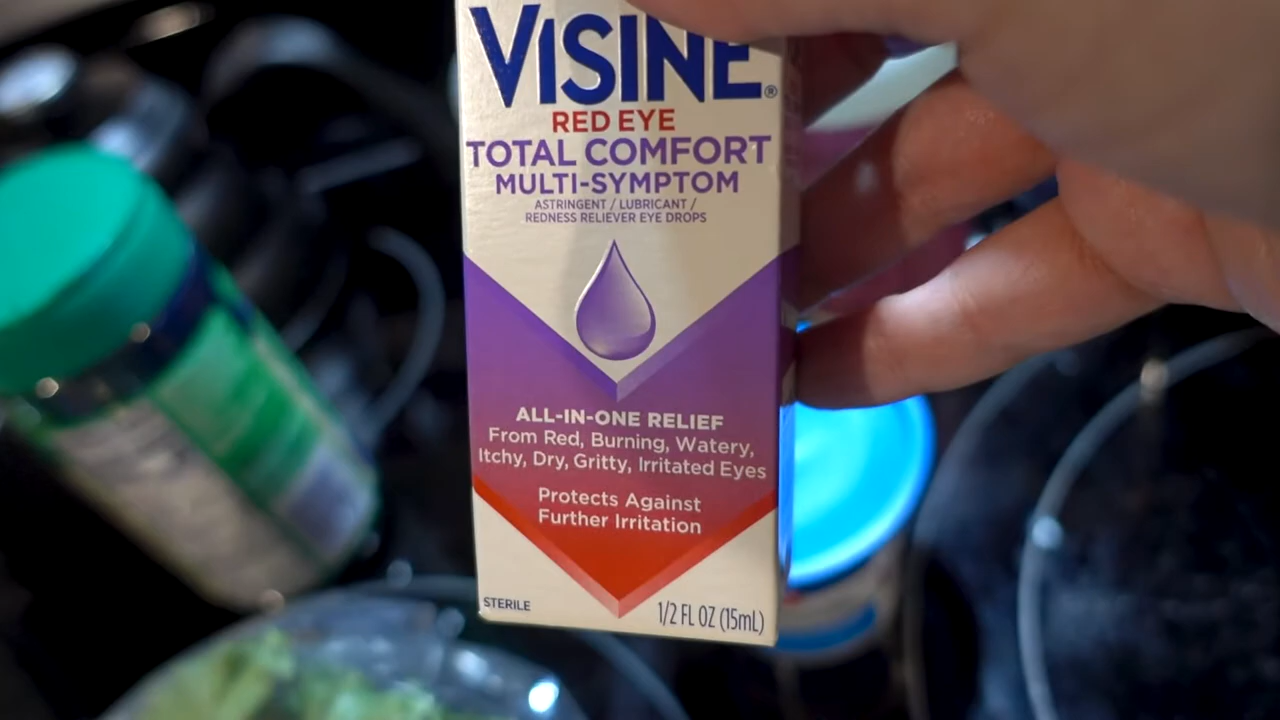 VISINE®
RED EYE
TOTAL COMFORT
MULTI-SYMPTOM
ASTRINGENT / LUBRICANT /
REDNESS RELIEVER EYE DROPS
ALL-IN-ONE RELIEF
From Red, Burning, Watery,
Itchy, Dry, Gritty, Irritated Eyes
Protects Against
Further Irritation
STERILE
1/2 FL OZ (15mL)